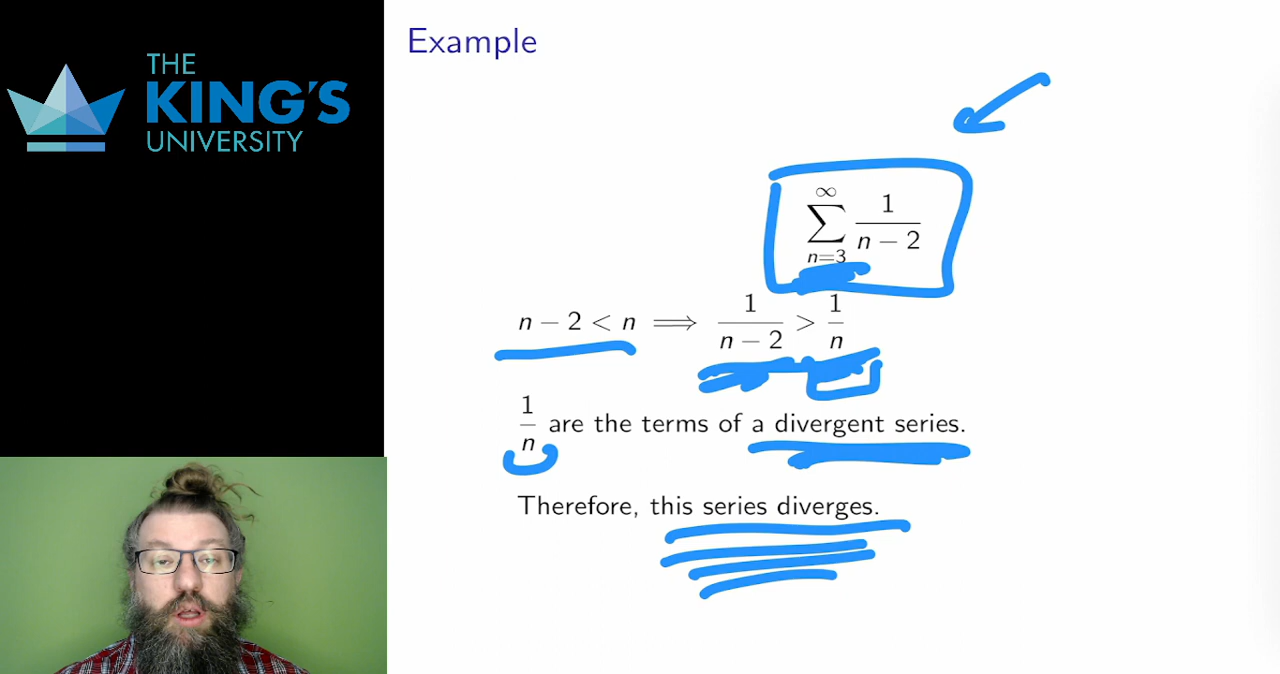 THE
KING'S
UNIVERSITY
Example
∞
∑ 1/(n − 2)
n=3
n − 2 < n ⟹ 1/(n − 2) > 1/n
1/n are the terms of a divergent series.
Therefore, this series diverges.